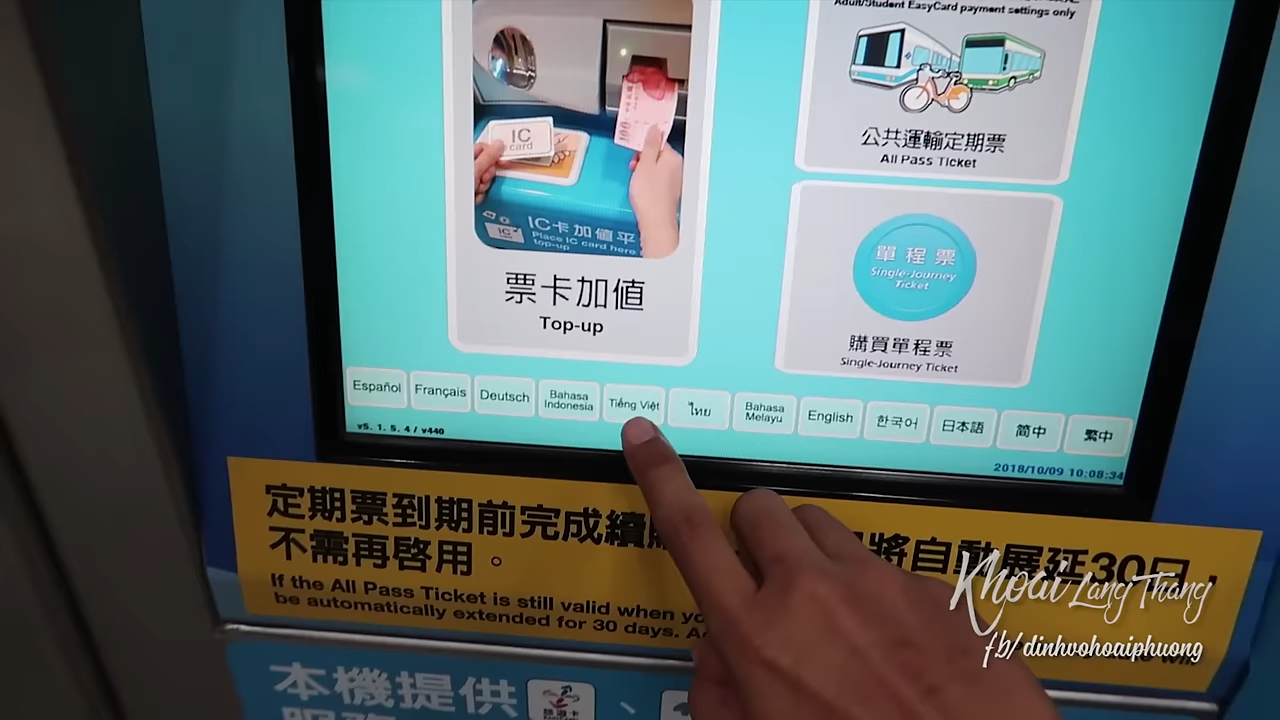 Adult/Student EasyCard payment settings only
IC
card
100
IC卡加值平
Place IC card here
top-up
IC
票卡加值
Top-up
公共運輸定期票
All Pass Ticket
單程票
Single-Journey
Ticket
購買單程票
Single-Journey Ticket
Español
Français
Deutsch
Bahasa
Indonesia
Tiếng Việt
ไทย
Bahasa
Melayu
English
한국어
日本語
简中
繁中
v5. 1. 5. 4 / v440
2018/10/09 10:08:34
定期票到期前完成續 將自動展延30日，
不需再啓用。
If the All Pass Ticket is still valid when
be automatically extended for 30 days.
本機提供
悠遊卡
、
Khoai Lang Thang
fb/dinhvohoaiphuong